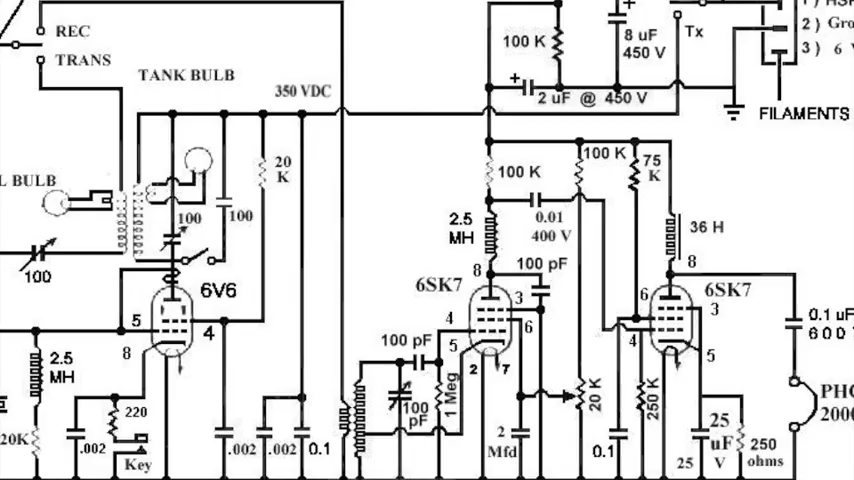 REC
TRANS
TANK BULB
350 VDC
L BULB
100
100
100
20
K
6V6
5
4
8
2.5
MH
220
.002
Key
20K
.002
.002
0.1
100 K
8 uF
450 V
2 uF @ 450 V
Tx
2) Gro
3) 6 V
FILAMENTS
100 K
100 K
75
K
0.01
400 V
2.5
MH
36 H
8
8
100 pF
6SK7
6SK7
3
6
4
5
2
7
6
3
4
5
100 pF
100
pF
1 Meg
20 K
250 K
2
Mfd
0.1
25
uF
V
25
250
ohms
0.1 uF
600 V
PHO
2000